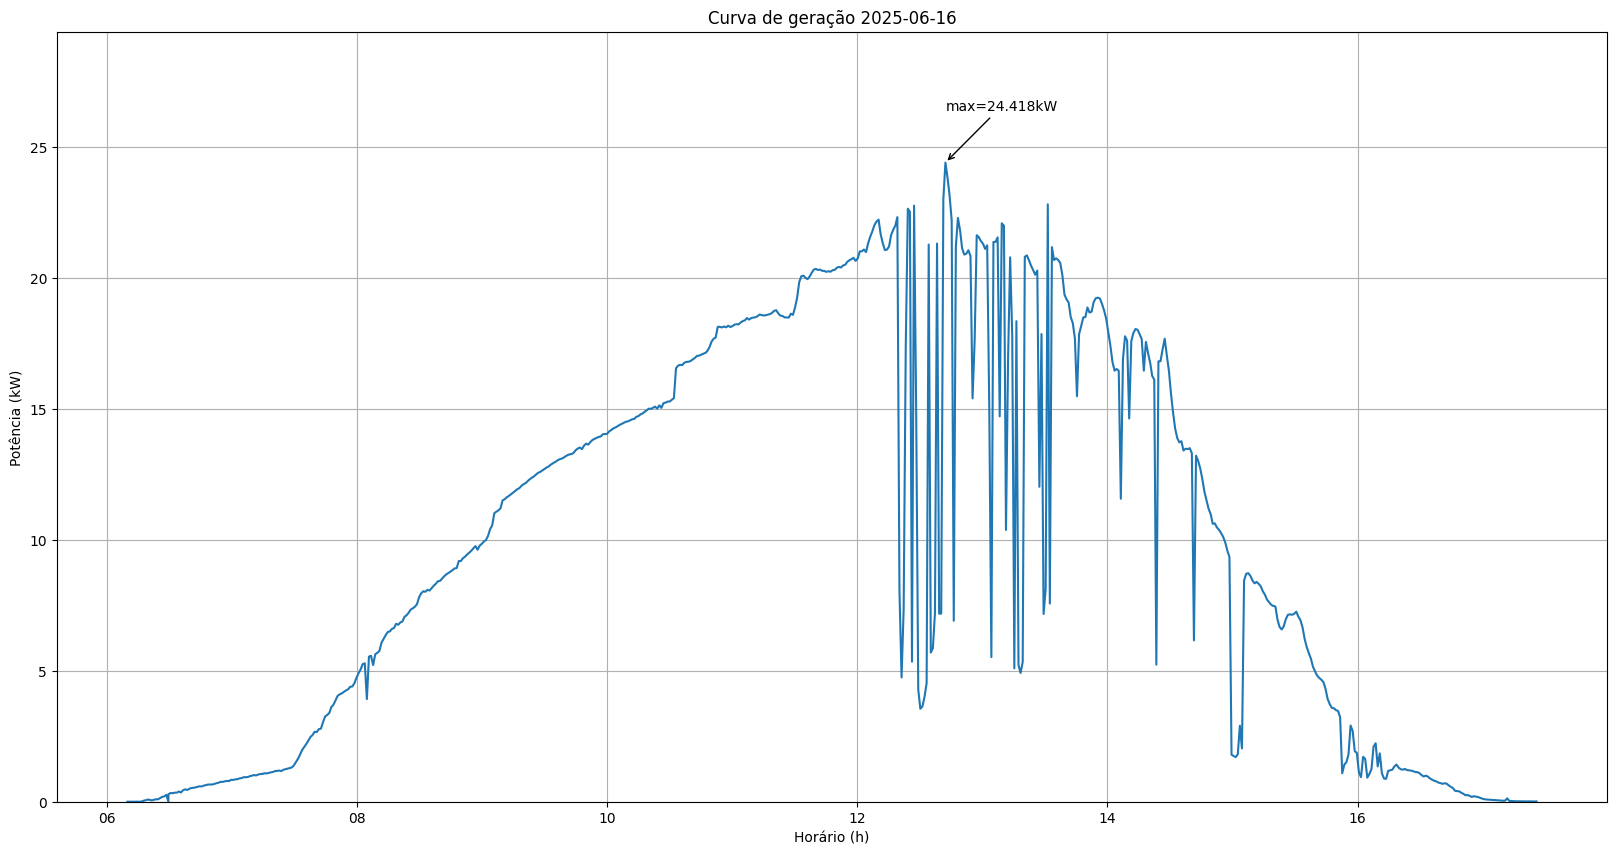 Curva de geração 2025-06-16
max=24.418kW
25
20
15
10
5
0
Potência (kW)
06 08 10 12 14 16
Horário (h)